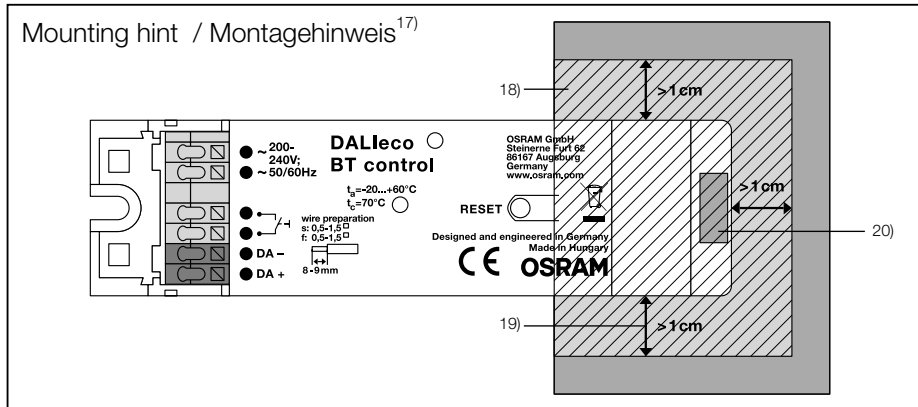 Mounting hint / Montagehinweis17)
18)
>1cm
~ 200-
240V;
~ 50/60Hz
DALIeco
BT control
ta=-20...+60°C
tc=70°C
OSRAM GmbH
Steinerne Furt 62
86167 Augsburg
Germany
www.osram.com
RESET
>1cm
20)
wire preparation
s: 0,5-1,5
f: 0,5-1,5
DA -
DA +
8-9mm
Designed and engineered in Germany
Made in Hungary
CE OSRAM
19)
>1cm